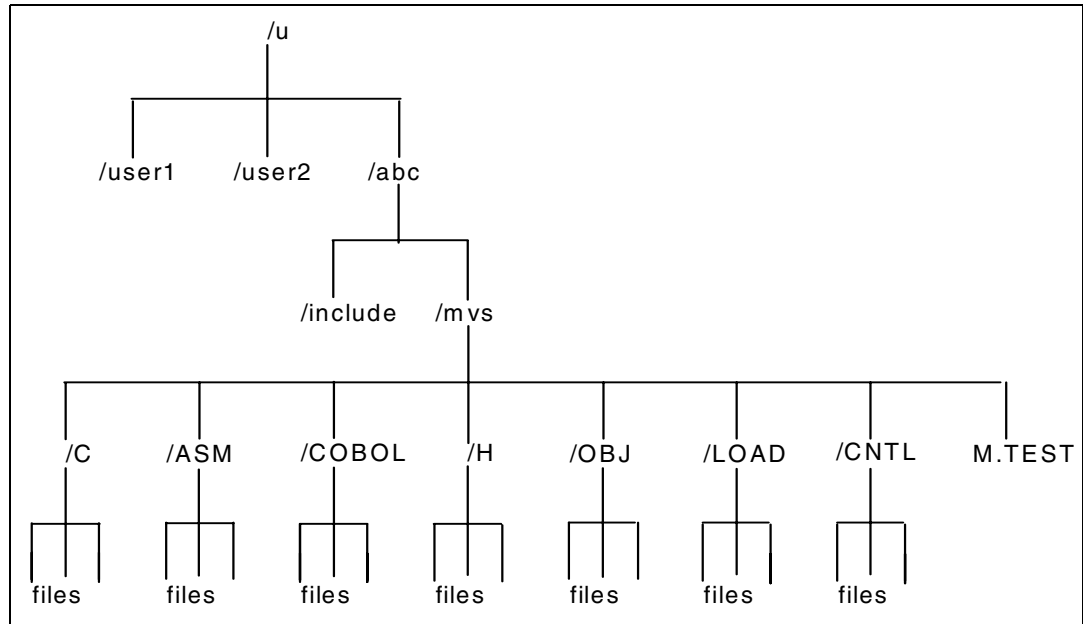 /u
/user1 /user2 /abc
/include /mvs
/C /ASM /COBOL /H /OBJ /LOAD /CNTL M.TEST
files files files files files files files